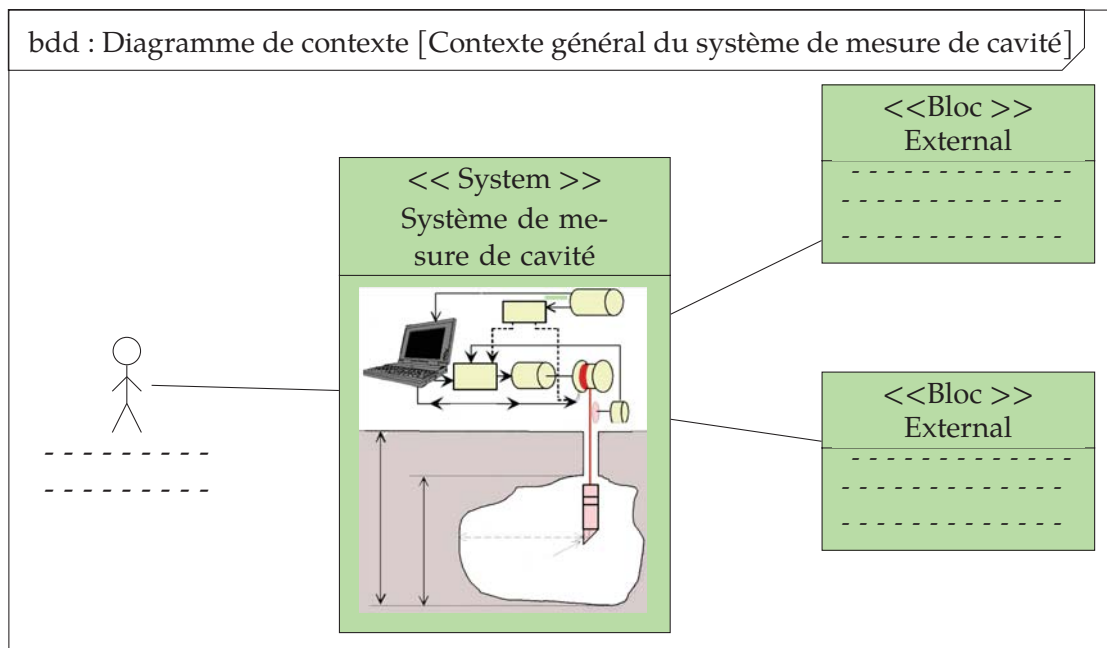 bdd : Diagramme de contexte [Contexte général du système de mesure de cavité]
<<Bloc >>
External
- - - - - - - - - - - - -
- - - - - - - - - - - - -
- - - - - - - - - - - - -
<< System >>
Système de me-
sure de cavité
- - - - - - - - -
- - - - - - - - -
<<Bloc >>
External
- - - - - - - - - - - - -
- - - - - - - - - - - - -
- - - - - - - - - - - - -